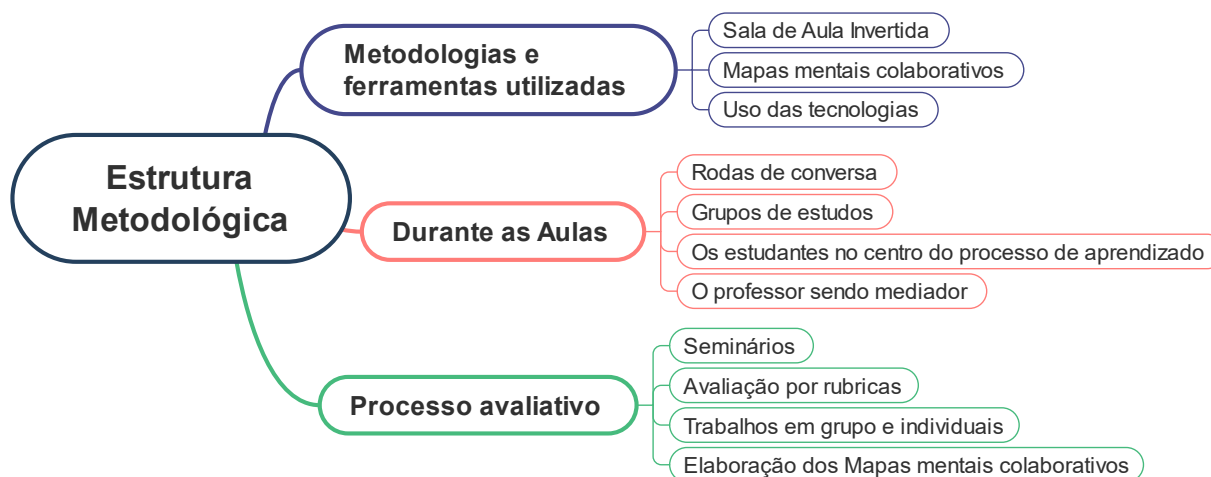 Estrutura
Metodológica
Metodologias e
ferramentas utilizadas
Sala de Aula Invertida
Mapas mentais colaborativos
Uso das tecnologias
Durante as Aulas
Rodas de conversa
Grupos de estudos
Os estudantes no centro do processo de aprendizado
O professor sendo mediador
Processo avaliativo
Seminários
Avaliação por rubricas
Trabalhos em grupo e individuais
Elaboração dos Mapas mentais colaborativos